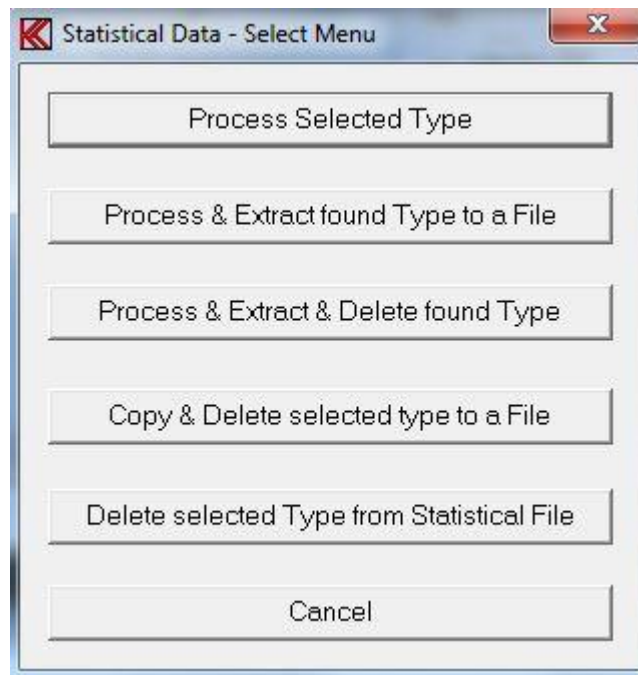 Statistical Data - Select Menu
Process Selected Type
Process & Extract found Type to a File
Process & Extract & Delete found Type
Copy & Delete selected type to a File
Delete selected Type from Statistical File
Cancel